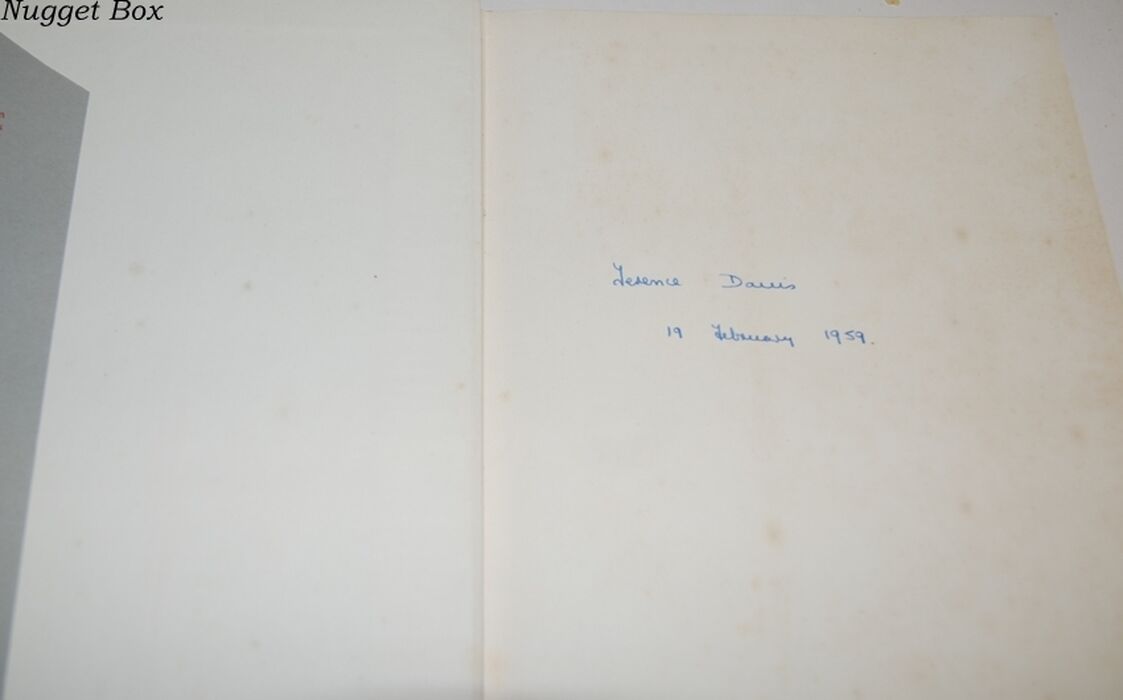 Nugget Box
Terence Davis
19 February 1959.